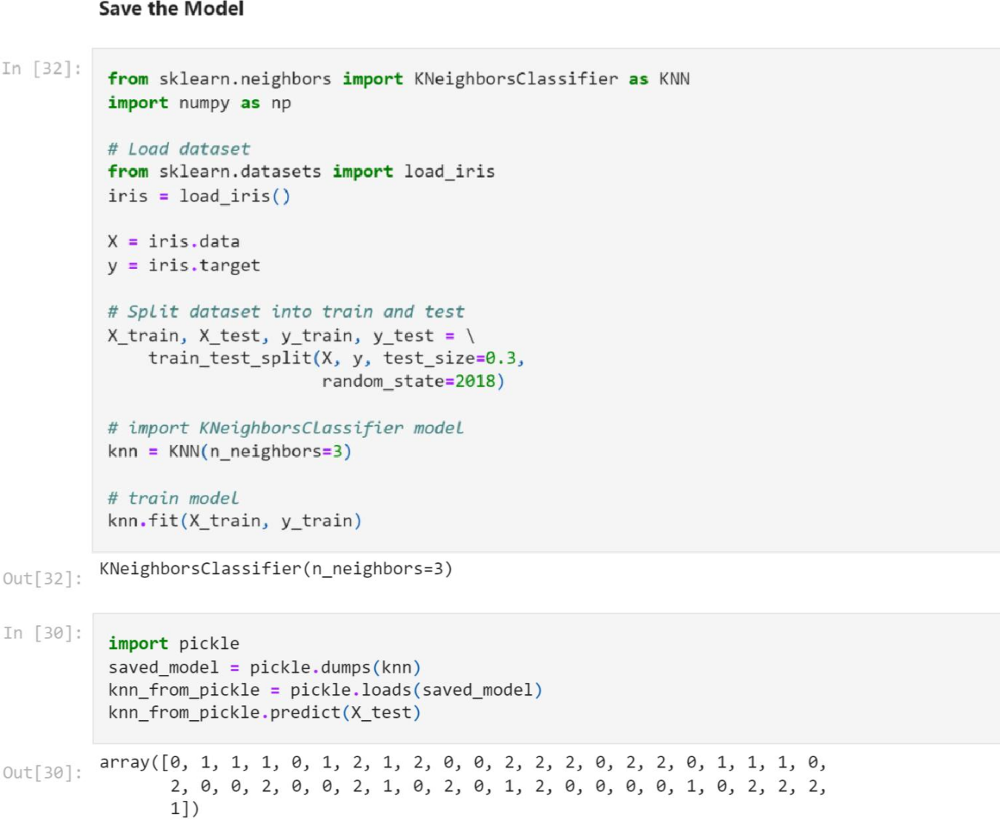 Save the Model
In [32]:
from sklearn.neighbors import KNeighborsClassifier as KNN
import numpy as np
# Load dataset
from sklearn.datasets import load_iris
iris = load_iris()
X = iris.data
y = iris.target
# Split dataset into train and test
X_train, X_test, y_train, y_test = \
    train_test_split(X, y, test_size=0.3,
                     random_state=2018)
# import KNeighborsClassifier model
knn = KNN(n_neighbors=3)
# train model
knn.fit(X_train, y_train)
Out[32]:
KNeighborsClassifier(n_neighbors=3)
In [30]:
import pickle
saved_model = pickle.dumps(knn)
knn_from_pickle = pickle.loads(saved_model)
knn_from_pickle.predict(X_test)
Out[30]:
array([0, 1, 1, 1, 0, 1, 2, 1, 2, 0, 0, 2, 2, 2, 0, 2, 2, 0, 1, 1, 1, 0,
       2, 0, 0, 2, 0, 0, 2, 1, 0, 2, 0, 1, 2, 0, 0, 0, 0, 1, 0, 2, 2, 2,
       1])